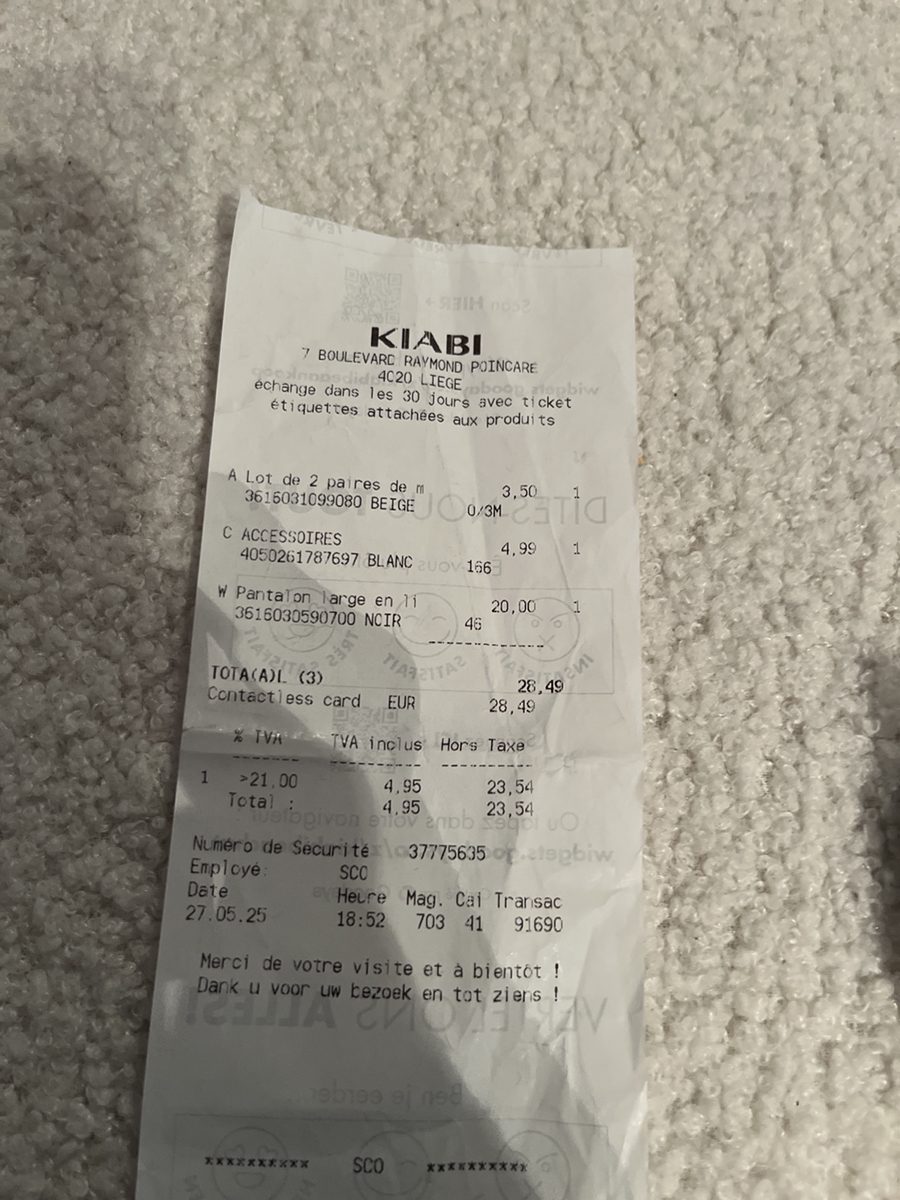 KIABI
7 BOULEVARD RAYMOND POINCARE
4020 LIEGE
échange dans les 30 jours avec ticket
étiquettes attachées aux produits
A Lot de 2 paires de m 3,50 1
3616031099080 BEIGE 0/3M
C ACCESSOIRES 4,99 1
4050261787697 BLANC 166
W Pantalon large en li 20,00 1
3616030590700 NOIR 46
--------------
TOTA(A)L (3) 28,49
Contactless card EUR 28,49
% TVA TVA inclus Hors Taxe
------- ----------- -----------
1 >21,00 4,95 23,54
Total : 4,95 23,54
Numéro de Sécurité 37775635
Employé: SCO
Date Heure Mag. Cai Transac
27.05.25 18:52 703 41 91690
Merci de votre visite et à bientôt !
Dank u voor uw bezoek en tot ziens !
×××××××××× SCO ××××××××××